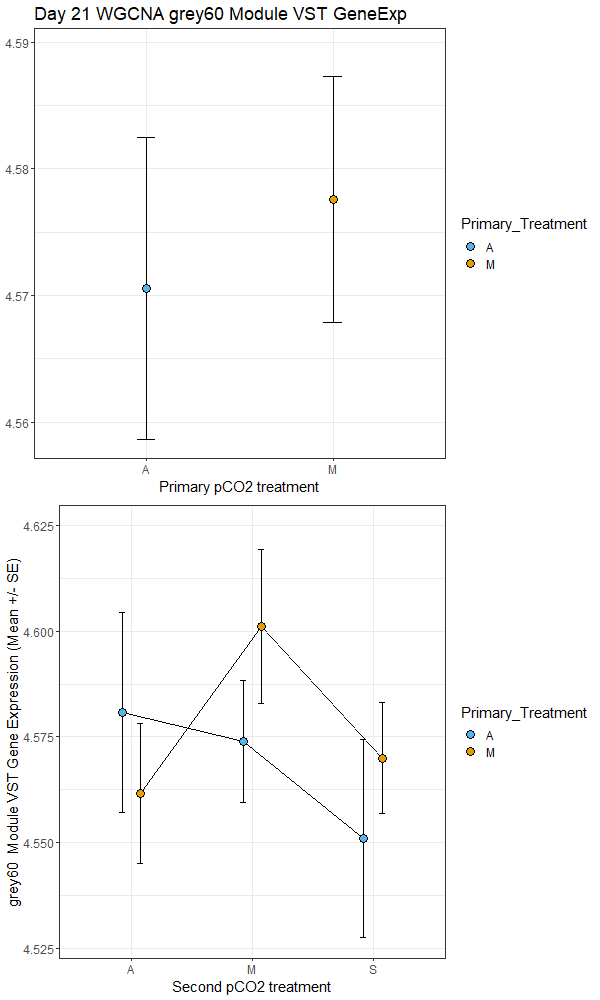 Day 21 WGCNA grey60 Module VST GeneExp
4.59
4.58
4.57
4.56
A
M
Primary pCO2 treatment
Primary_Treatment
A
M
4.625
4.600
4.575
4.550
4.525
grey60  Module VST Gene Expression (Mean +/- SE)
A
M
S
Second pCO2 treatment
Primary_Treatment
A
M